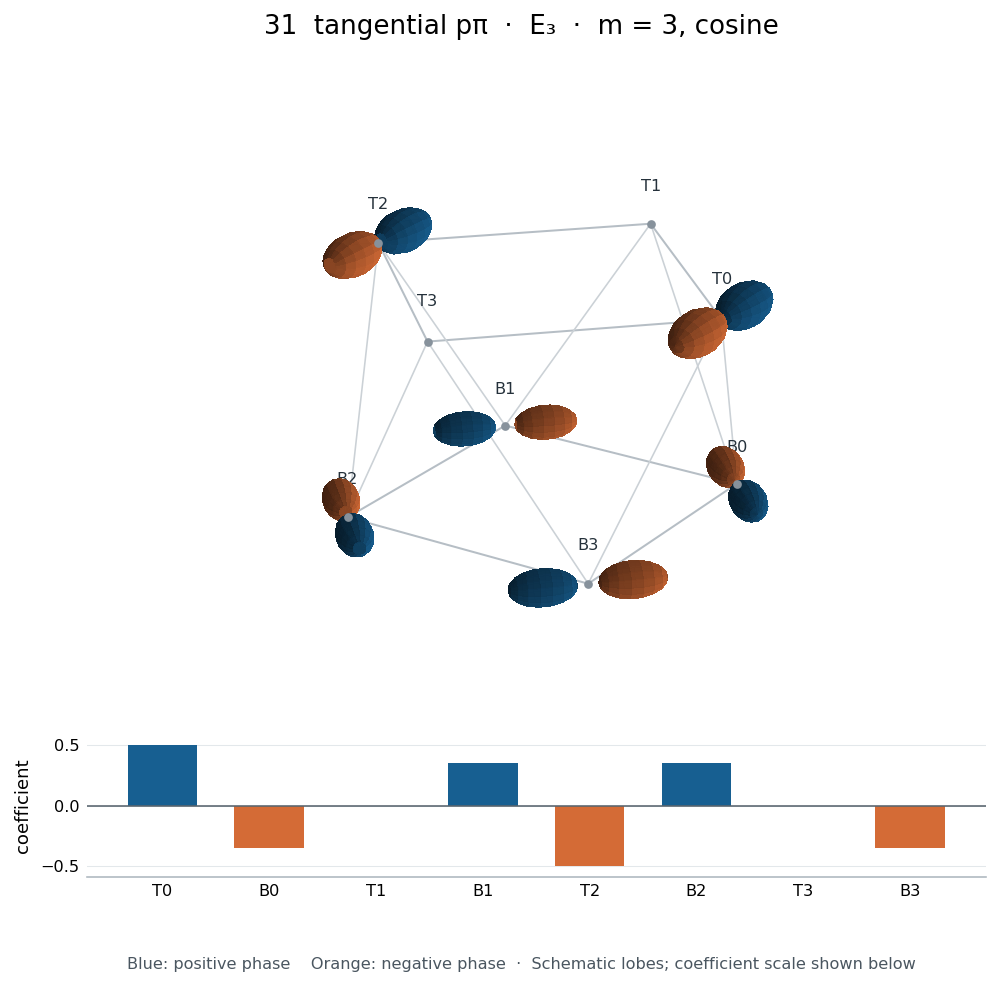 31 tangential pπ · E₃ · m = 3, cosine
T1
T2
T0
T3
B1
B0
B2
B3
coefficient
0.5
0.0
−0.5
T0 B0 T1 B1 T2 B2 T3 B3
Blue: positive phase Orange: negative phase · Schematic lobes; coefficient scale shown below